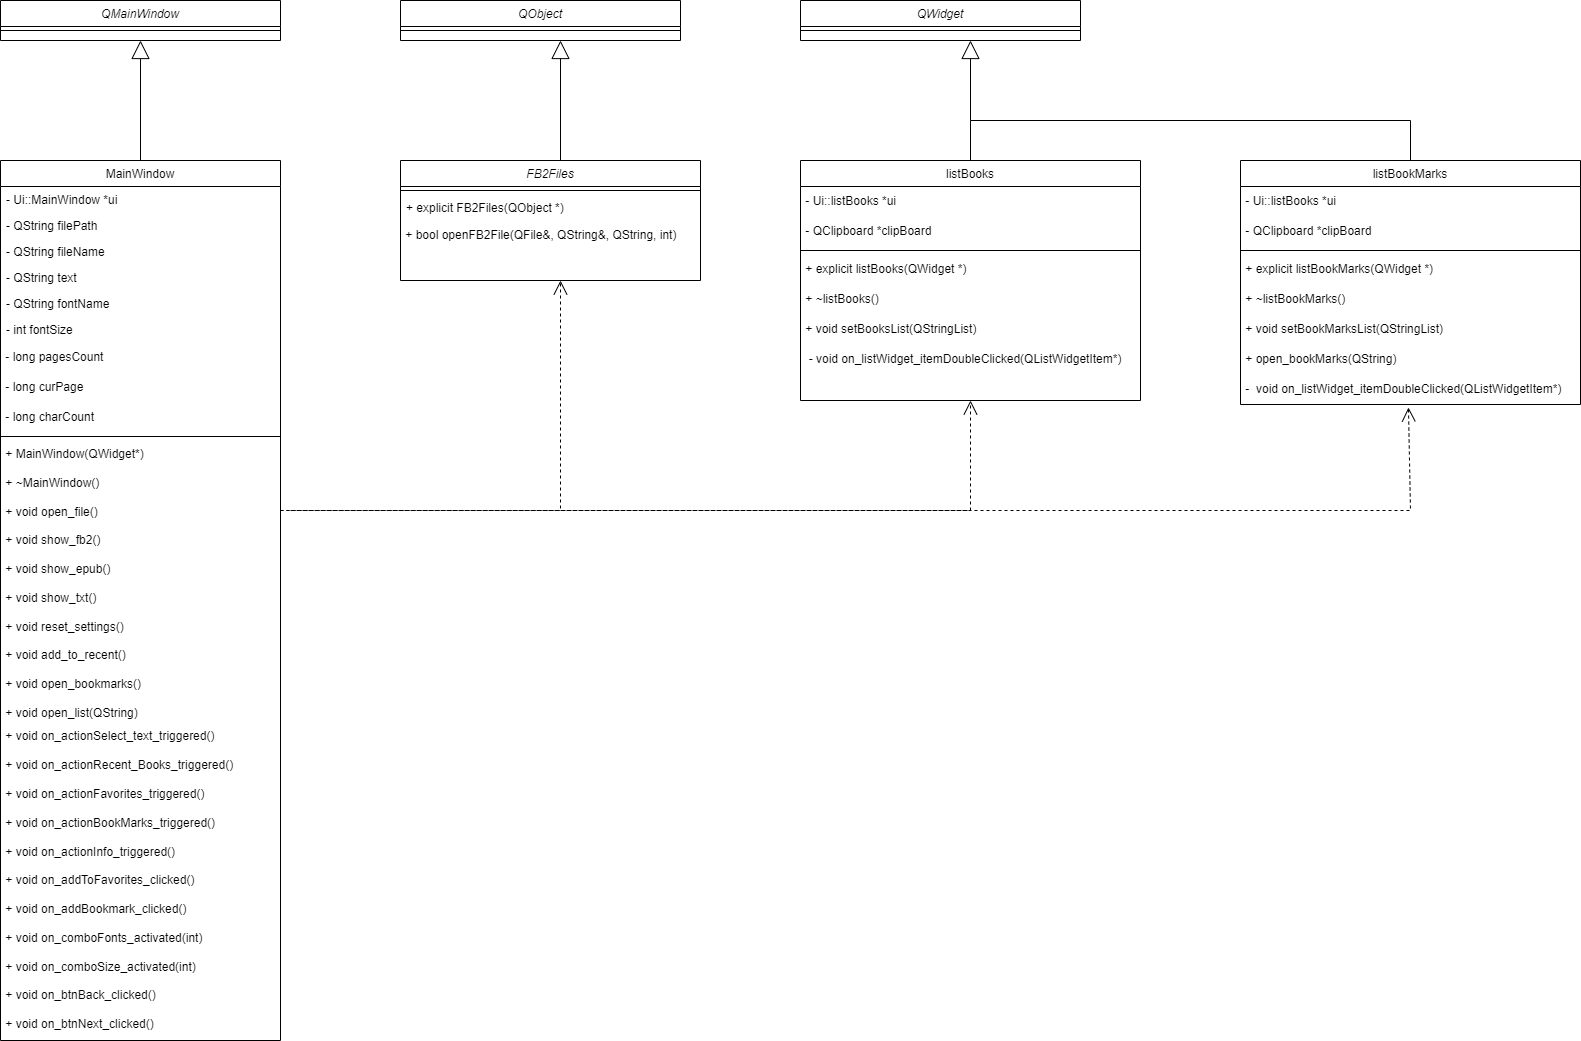 QMainWindow
QObject
QWidget
MainWindow
- Ui::MainWindow *ui
- QString filePath
- QString fileName
- QString text
- QString fontName
- int fontSize
- long pagesCount
- long curPage
- long charCount
+ MainWindow(QWidget*)
+ ~MainWindow()
+ void open_file()
+ void show_fb2()
+ void show_epub()
+ void show_txt()
+ void reset_settings()
+ void add_to_recent()
+ void open_bookmarks()
+ void open_list(QString)
+ void on_actionSelect_text_triggered()
+ void on_actionRecent_Books_triggered()
+ void on_actionFavorites_triggered()
+ void on_actionBookMarks_triggered()
+ void on_actionInfo_triggered()
+ void on_addToFavorites_clicked()
+ void on_addBookmark_clicked()
+ void on_comboFonts_activated(int)
+ void on_comboSize_activated(int)
+ void on_btnBack_clicked()
+ void on_btnNext_clicked()
FB2Files
+ explicit FB2Files(QObject *)
+ bool openFB2File(QFile&, QString&, QString, int)
listBooks
- Ui::listBooks *ui
- QClipboard *clipBoard
+ explicit listBooks(QWidget *)
+ ~listBooks()
+ void setBooksList(QStringList)
- void on_listWidget_itemDoubleClicked(QListWidgetItem*)
listBookMarks
- Ui::listBooks *ui
- QClipboard *clipBoard
+ explicit listBookMarks(QWidget *)
+ ~listBookMarks()
+ void setBookMarksList(QStringList)
+ open_bookMarks(QString)
- void on_listWidget_itemDoubleClicked(QListWidgetItem*)